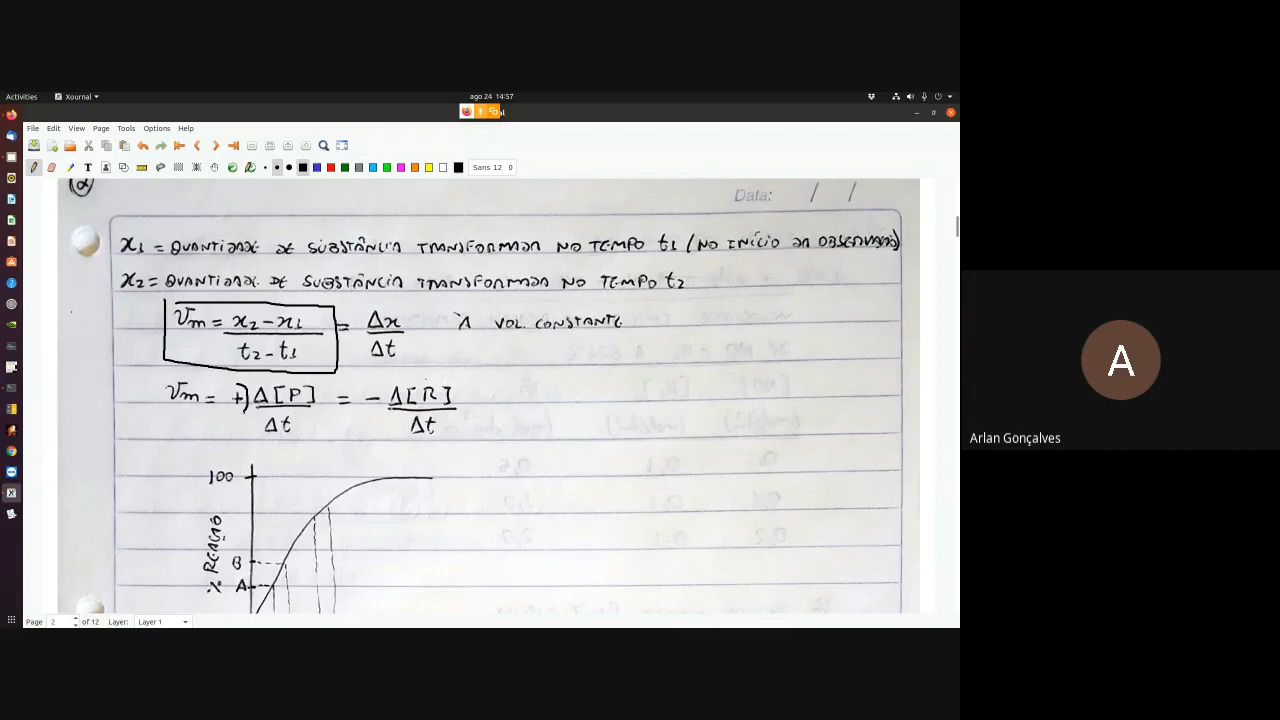 Activities Xournal ago 24 14:57
File Edit View Page Tools Options Help
Sans 12 0
Data: / /
x1 = QUANTIDADE DE SUBSTÂNCIA TRANSFORMADA NO TEMPO t1 (NO INÍCIO DA OBSERVAÇÃO)
x2 = QUANTIDADE DE SUBSTÂNCIA TRANSFORMADA NO TEMPO t2
Vm = x2 - x1 / t2 - t1 = Δx / Δt À VOL. CONSTANTE
Vm = +) Δ[P] / Δt = - Δ[R] / Δt
100
% REAÇÃO
B
A
A
Arlan Gonçalves
Page 2 of 12 Layer: Layer 1